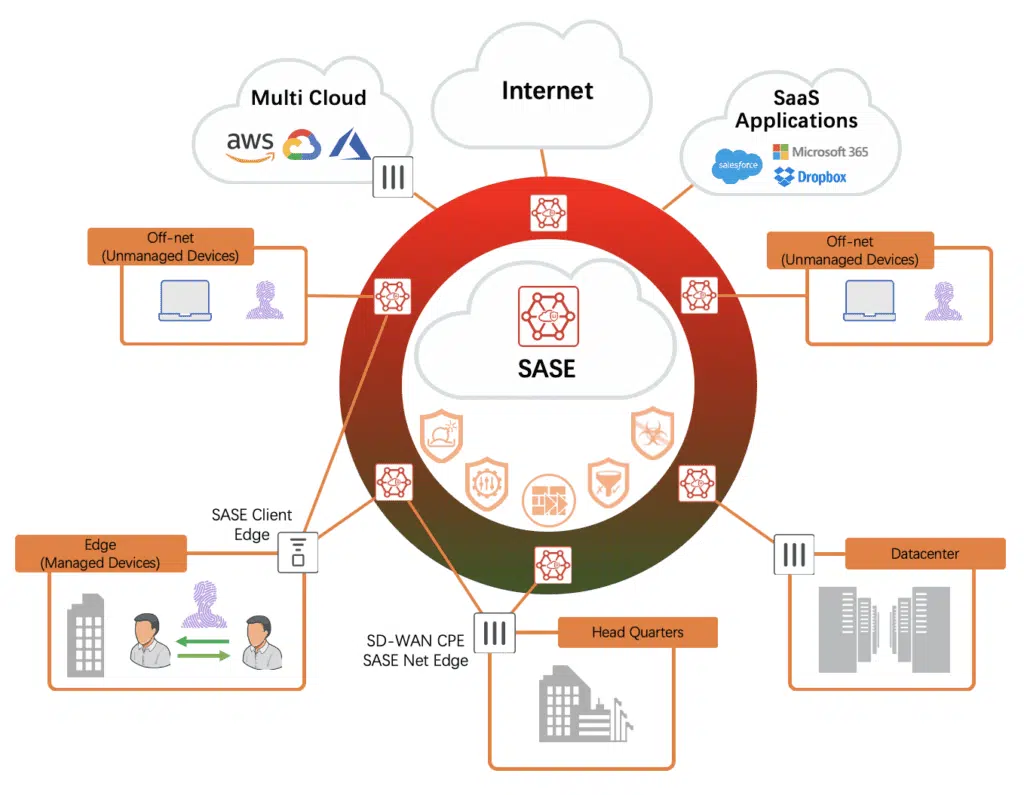 Internet
Multi Cloud
aws
SaaS
Applications
salesforce
Microsoft 365
Dropbox
Off-net
(Unmanaged Devices)
Off-net
(Unmanaged Devices)
SASE
SASE Client
Edge
Edge
(Managed Devices)
Datacenter
SD-WAN CPE
SASE Net Edge
Head Quarters